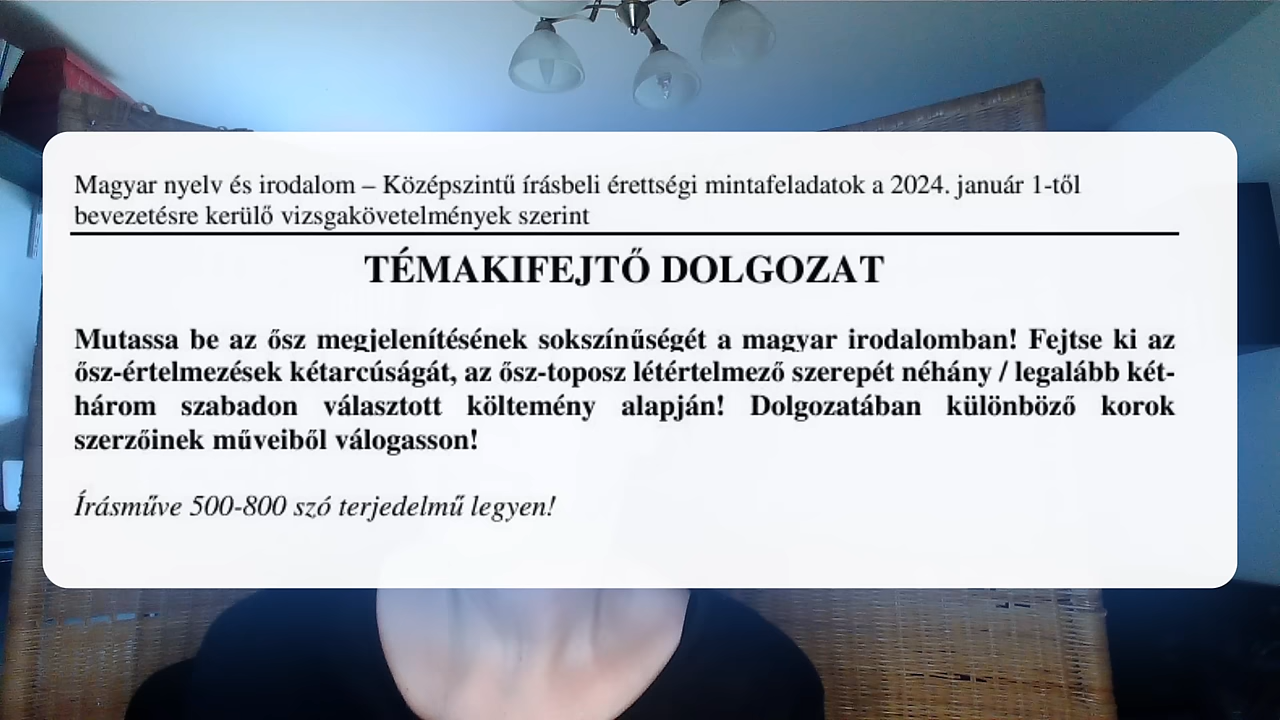 Magyar nyelv és irodalom – Középszintű írásbeli érettségi mintafeladatok a 2024. január 1-től
bevezetésre kerülő vizsgakövetelmények szerint
TÉMAKIFEJTŐ DOLGOZAT
Mutassa be az ősz megjelenítésének sokszínűségét a magyar irodalomban! Fejtse ki az
ősz-értelmezések kétarcúságát, az ősz-toposz létértelmező szerepét néhány / legalább két-
három szabadon választott költemény alapján! Dolgozatában különböző korok
szerzőinek műveiből válogasson!
Írásműve 500-800 szó terjedelmű legyen!